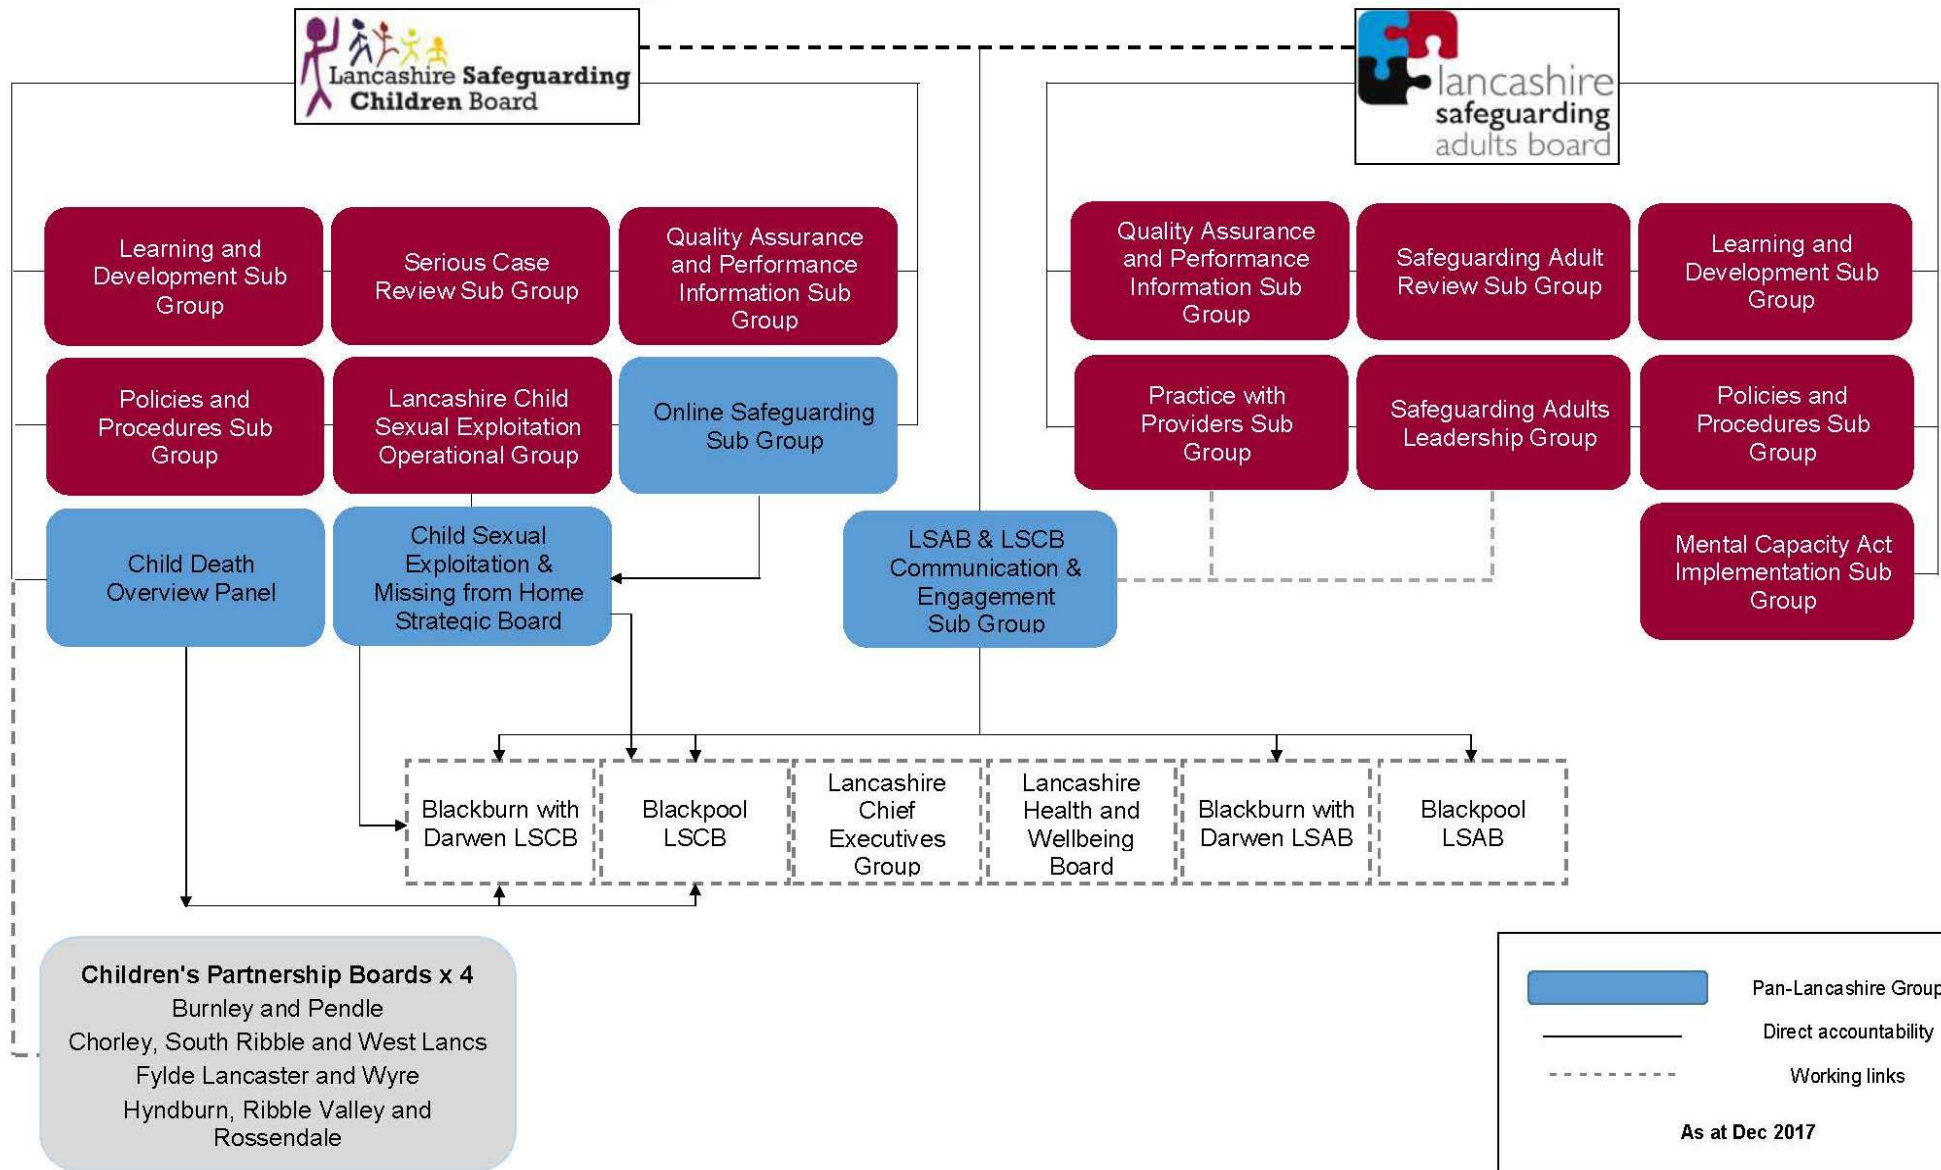 Lancashire Safeguarding
Children Board
lancashire
safeguarding
adults board
Learning and
Development Sub
Group
Serious Case
Review Sub Group
Quality Assurance
and Performance
Information Sub
Group
Quality Assurance
and Performance
Information Sub
Group
Safeguarding Adult
Review Sub Group
Learning and
Development Sub
Group
Policies and
Procedures Sub
Group
Lancashire Child
Sexual Exploitation
Operational Group
Online Safeguarding
Sub Group
Practice with
Providers Sub
Group
Safeguarding Adults
Leadership Group
Policies and
Procedures Sub
Group
Child Death
Overview Panel
Child Sexual
Exploitation &
Missing from Home
Strategic Board
LSAB & LSCB
Communication &
Engagement
Sub Group
Mental Capacity Act
Implementation Sub
Group
Blackburn with
Darwen LSCB
Blackpool
LSCB
Lancashire
Chief
Executives
Group
Lancashire
Health and
Wellbeing
Board
Blackburn with
Darwen LSAB
Blackpool
LSAB
Children's Partnership Boards x 4
Burnley and Pendle
Chorley, South Ribble and West Lancs
Fylde Lancaster and Wyre
Hyndburn, Ribble Valley and
Rossendale
Pan-Lancashire Group
Direct accountability
Working links
As at Dec 2017